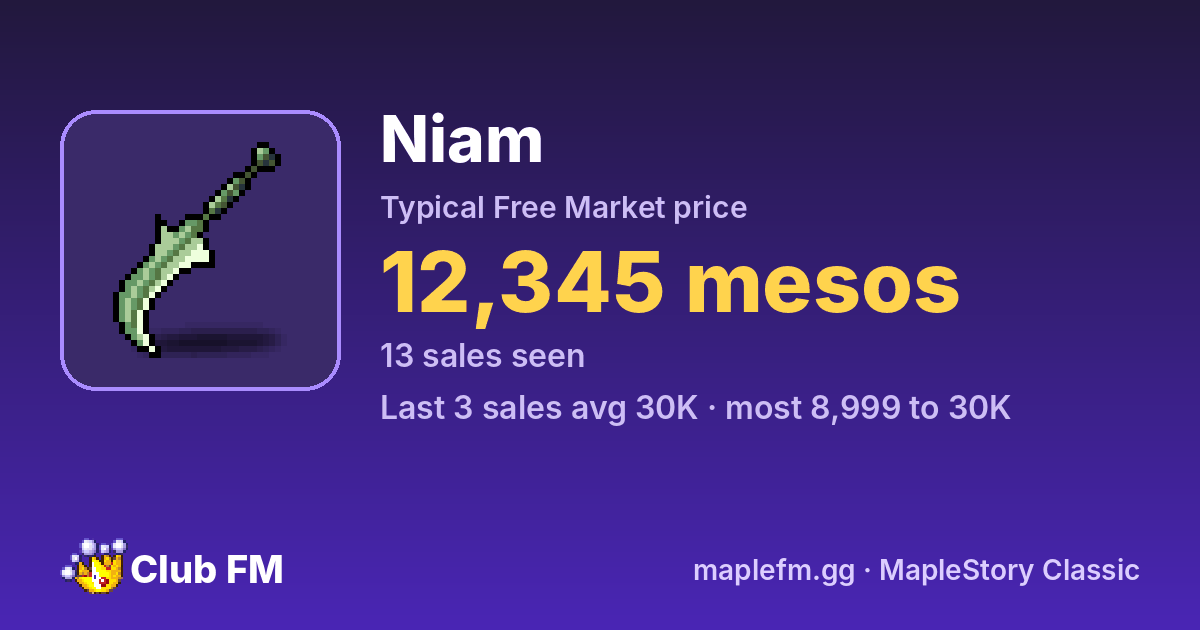 Niam
Typical Free Market price
12,345 mesos
13 sales seen
Last 3 sales avg 30K · most 8,999 to 30K
Club FM
maplefm.gg · MapleStory Classic